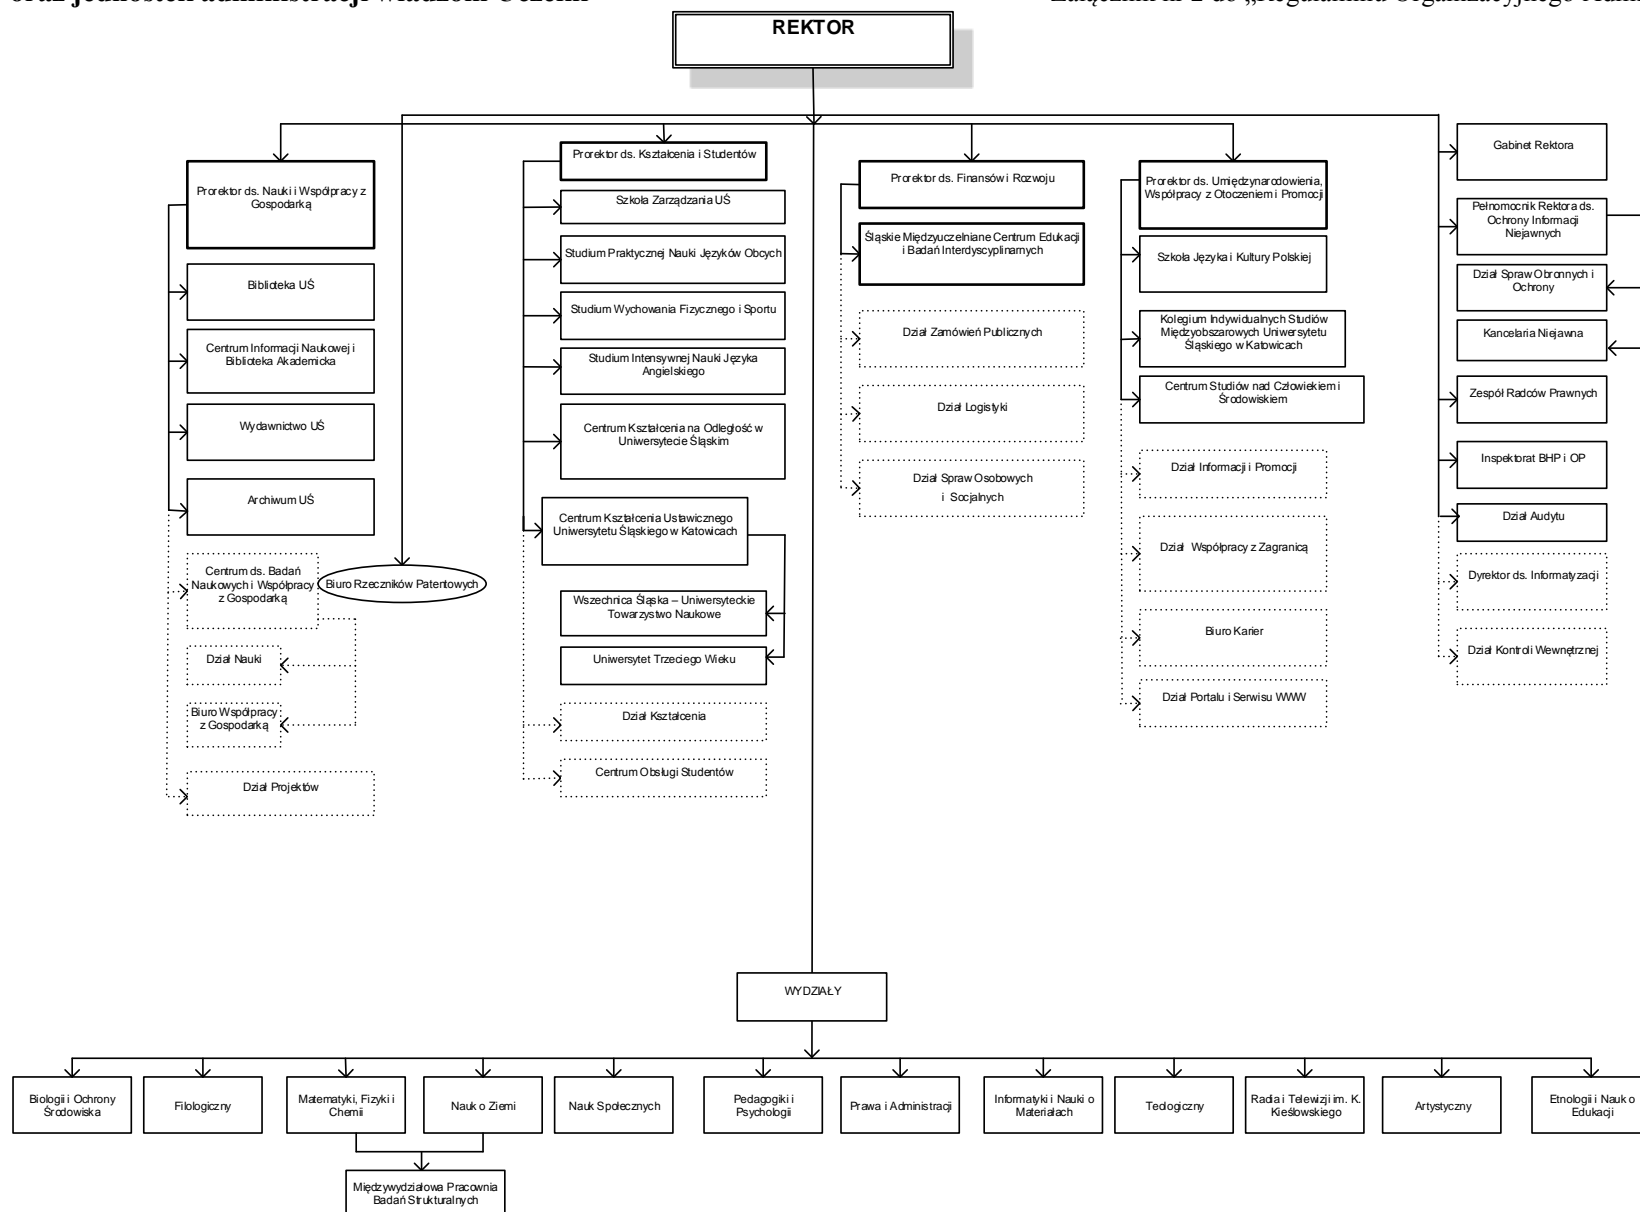 oraz jednostek administracji władzom Uczelni
Załącznik nr 2 do „Regulaminu Organizacyjnego
REKTOR
Prorektor ds. Nauki i Współpracy z
Gospodarką
Biblioteka UŚ
Centrum Informacji Naukowej i
Biblioteka Akademicka
Wydawnictwo UŚ
Archiwum UŚ
Centrum ds. Badań
Naukowych i Współpracy
z Gospodarką
Dział Nauki
Biuro Współpracy
z Gospodarką
Dział Projektów
Biuro Rzeczników Patentowych
Prorektor ds. Kształcenia i Studentów
Szkoła Zarządzania UŚ
Studium Praktycznej Nauki Języków Obcych
Studium Wychowania Fizycznego i Sportu
Studium Intensywnej Nauki Języka
Angielskiego
Centrum Kształcenia na Odległość w
Uniwersytecie Śląskim
Centrum Kształcenia Ustawicznego
Uniwersytetu Śląskiego w Katowicach
Wszechnica Śląska – Uniwersyteckie
Towarzystwo Naukowe
Uniwersytet Trzeciego Wieku
Dział Kształcenia
Centrum Obsługi Studentów
Prorektor ds. Finansów i Rozwoju
Śląskie Międzyuczelniane Centrum Edukacji
i Badań Interdyscyplinarnych
Dział Zamówień Publicznych
Dział Logistyki
Dział Spraw Osobowych
i Socjalnych
Prorektor ds. Umiędzynarodowienia,
Współpracy z Otoczeniem i Promocji
Szkoła Języka i Kultury Polskiej
Kolegium Indywidualnych Studiów
Międzyobszarowych Uniwersytetu
Śląskiego w Katowicach
Centrum Studiów nad Człowiekiem i
Środowiskiem
Dział Informacji i Promocji
Dział Współpracy z Zagranicą
Biuro Karier
Dział Portalu i Serwisu WWW
Gabinet Rektora
Pełnomocnik Rektora ds.
Ochrony Informacji
Niejawnych
Dział Spraw Obronnych i
Ochrony
Kancelaria Niejawna
Zespół Radców Prawnych
Inspektorat BHP i OP
Dział Audytu
Dyrektor ds. Informatyzacji
Dział Kontroli Wewnętrznej
WYDZIAŁY
Biologii i Ochrony
Środowiska
Filologiczny
Matematyki, Fizyki i
Chemii
Nauk o Ziemi
Nauk Społecznych
Pedagogiki i
Psychologii
Prawa i Administracji
Informatyki i Nauki o
Materiałach
Teologiczny
Radia i Telewizji im. K.
Kieślowskiego
Artystyczny
Etnologii i Nauk o
Edukacji
Międzywydziałowa Pracownia
Badań Strukturalnych